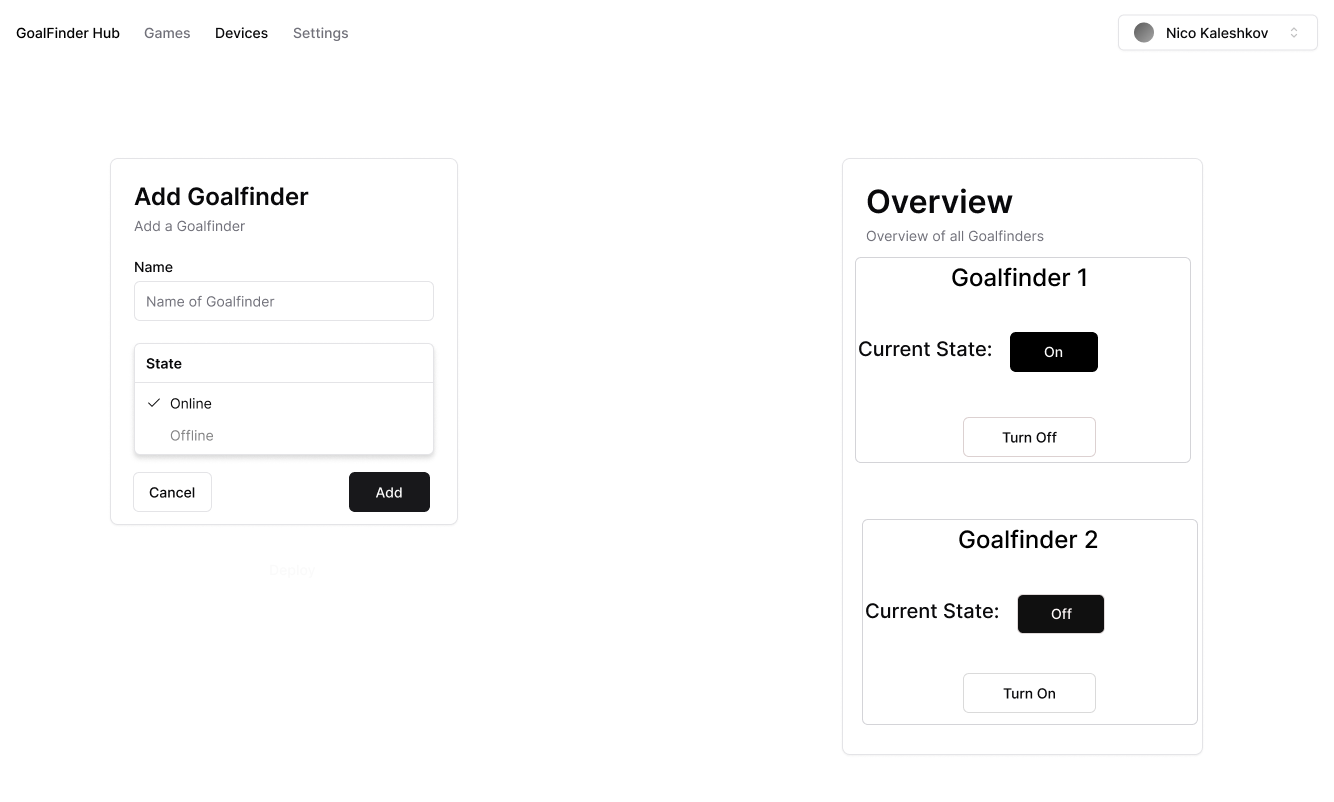 GoalFinder Hub Games Devices Settings Nico Kaleshkov
Add Goalfinder
Add a Goalfinder
Name
Name of Goalfinder
State
Online
Offline
Cancel Add
Deploy
Overview
Overview of all Goalfinders
Goalfinder 1
Current State: On
Turn Off
Goalfinder 2
Current State: Off
Turn On